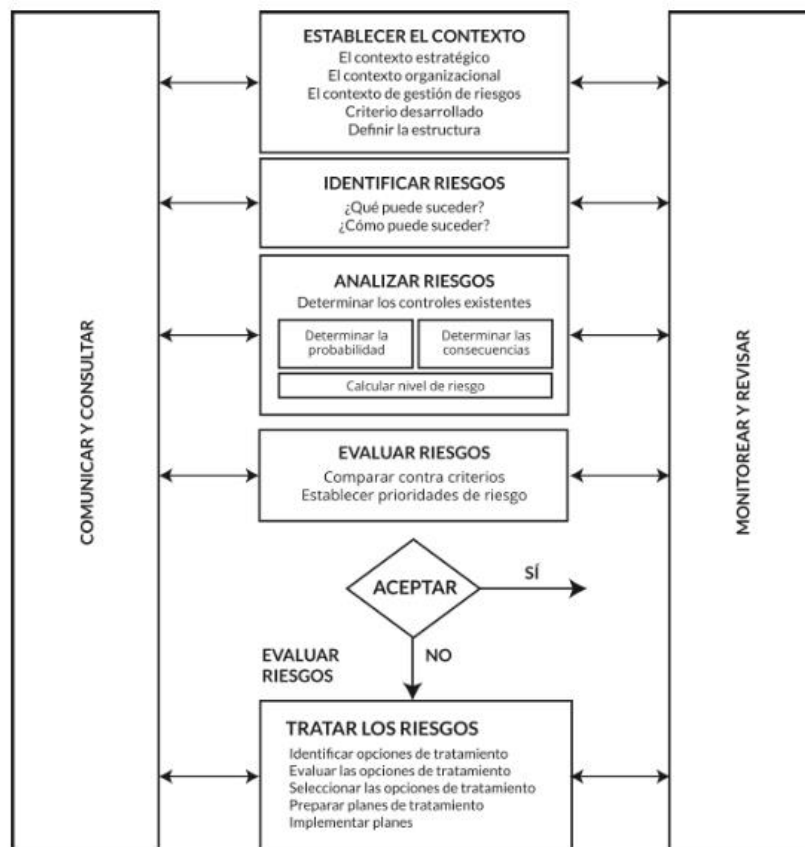 ESTABLECER EL CONTEXTO
El contexto estratégico
El contexto organizacional
El contexto de gestión de riesgos
Criterio desarrollado
Definir la estructura
IDENTIFICAR RIESGOS
¿Qué puede suceder?
¿Cómo puede suceder?
ANALIZAR RIESGOS
Determinar los controles existentes
Determinar la
probabilidad
Determinar las
consecuencias
Calcular nivel de riesgo
EVALUAR RIESGOS
Comparar contra criterios
Establecer prioridades de riesgo
ACEPTAR
SÍ
NO
EVALUAR
RIESGOS
TRATAR LOS RIESGOS
Identificar opciones de tratamiento
Evaluar las opciones de tratamiento
Seleccionar las opciones de tratamiento
Preparar planes de tratamiento
Implementar planes
COMUNICAR Y CONSULTAR
MONITOREAR Y REVISAR